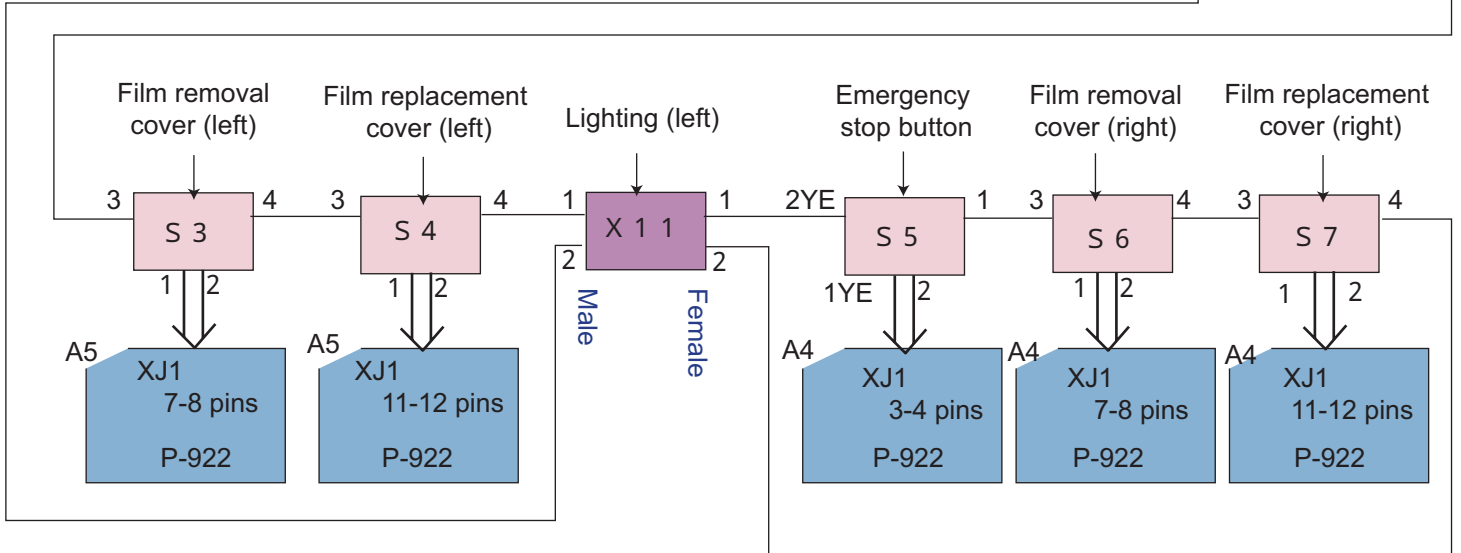 Film removal
cover (left)
Film replacement
cover (left)
Lighting (left)
Emergency
stop button
Film removal
cover (right)
Film replacement
cover (right)
3
S 3
4
1
2
3
S 4
4
1
2
1
X 1 1
1
2
2
Male
Female
2YE
S 5
1
1YE
2
3
S 6
4
1
2
3
S 7
4
1
2
A5
XJ1
7-8 pins
P-922
A5
XJ1
11-12 pins
P-922
A4
XJ1
3-4 pins
P-922
A4
XJ1
7-8 pins
P-922
A4
XJ1
11-12 pins
P-922